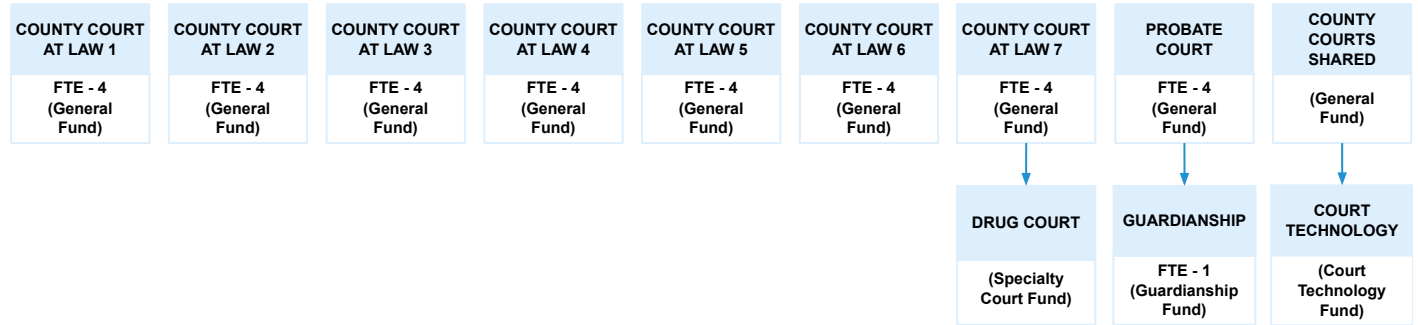 COUNTY COURT
AT LAW 1
FTE - 4
(General
Fund)
COUNTY COURT
AT LAW 2
FTE - 4
(General
Fund)
COUNTY COURT
AT LAW 3
FTE - 4
(General
Fund)
COUNTY COURT
AT LAW 4
FTE - 4
(General
Fund)
COUNTY COURT
AT LAW 5
FTE - 4
(General
Fund)
COUNTY COURT
AT LAW 6
FTE - 4
(General
Fund)
COUNTY COURT
AT LAW 7
FTE - 4
(General
Fund)
PROBATE
COURT
FTE - 4
(General
Fund)
COUNTY
COURTS
SHARED
(General
Fund)
DRUG COURT
(Specialty
Court Fund)
GUARDIANSHIP
FTE - 1
(Guardianship
Fund)
COURT
TECHNOLOGY
(Court
Technology
Fund)